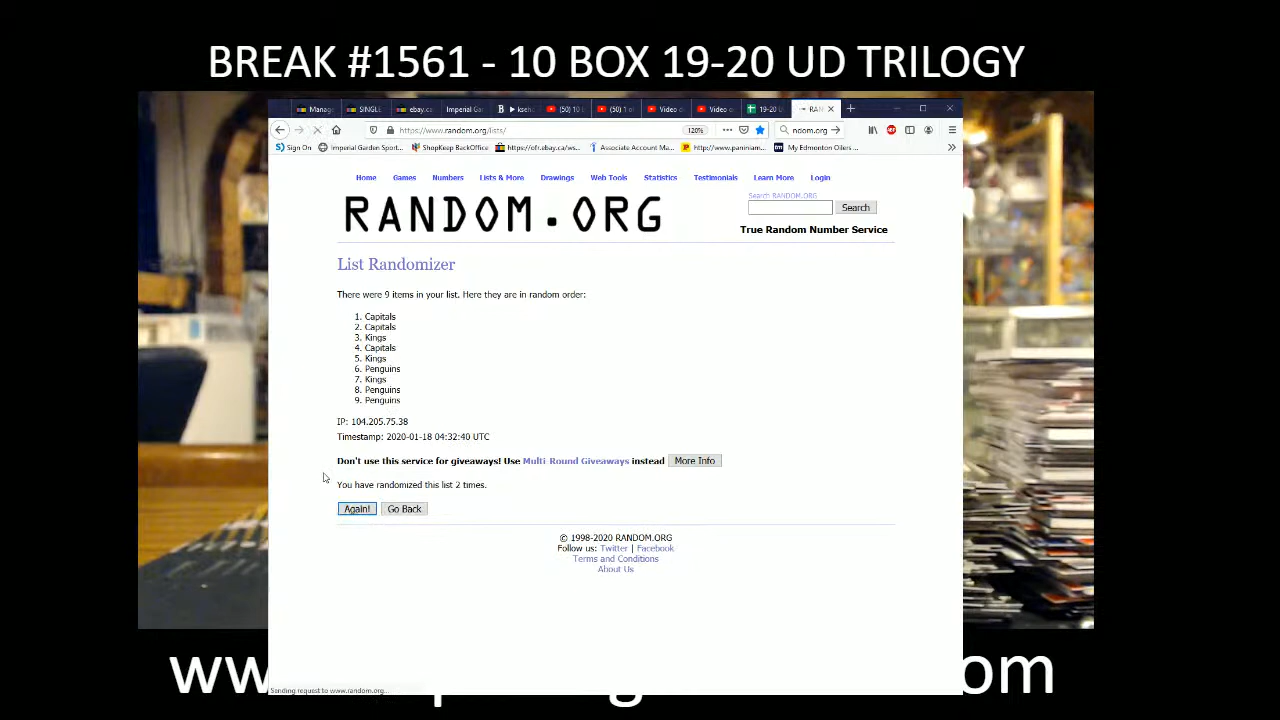 BREAK #1561 - 10 BOX 19-20 UD TRILOGY
Manage SINGLE ebay.c Imperial Ga (50) 10 (50) 1 o Video o Video o 19-20 U RAN
https://www.random.org/lists/ 120% ndom.org
Sign On Imperial Garden Sport... ShopKeep BackOffice https://ofr.ebay.ca/ws... Associate Account Ma... http://www.paniniam... My Edmonton Oilers ...
Home Games Numbers Lists & More Drawings Web Tools Statistics Testimonials Learn More Login
Search RANDOM.ORG
RANDOM.ORG
Search
True Random Number Service
List Randomizer
There were 9 items in your list. Here they are in random order:
1. Capitals
2. Capitals
3. Kings
4. Capitals
5. Kings
6. Penguins
7. Kings
8. Penguins
9. Penguins
IP: 104.205.75.38
Timestamp: 2020-01-18 04:32:40 UTC
Don't use this service for giveaways! Use Multi-Round Giveaways instead More Info
You have randomized this list 2 times.
Again! Go Back
© 1998-2020 RANDOM.ORG
Follow us: Twitter | Facebook
Terms and Conditions
About Us
Sending request to www.random.org...